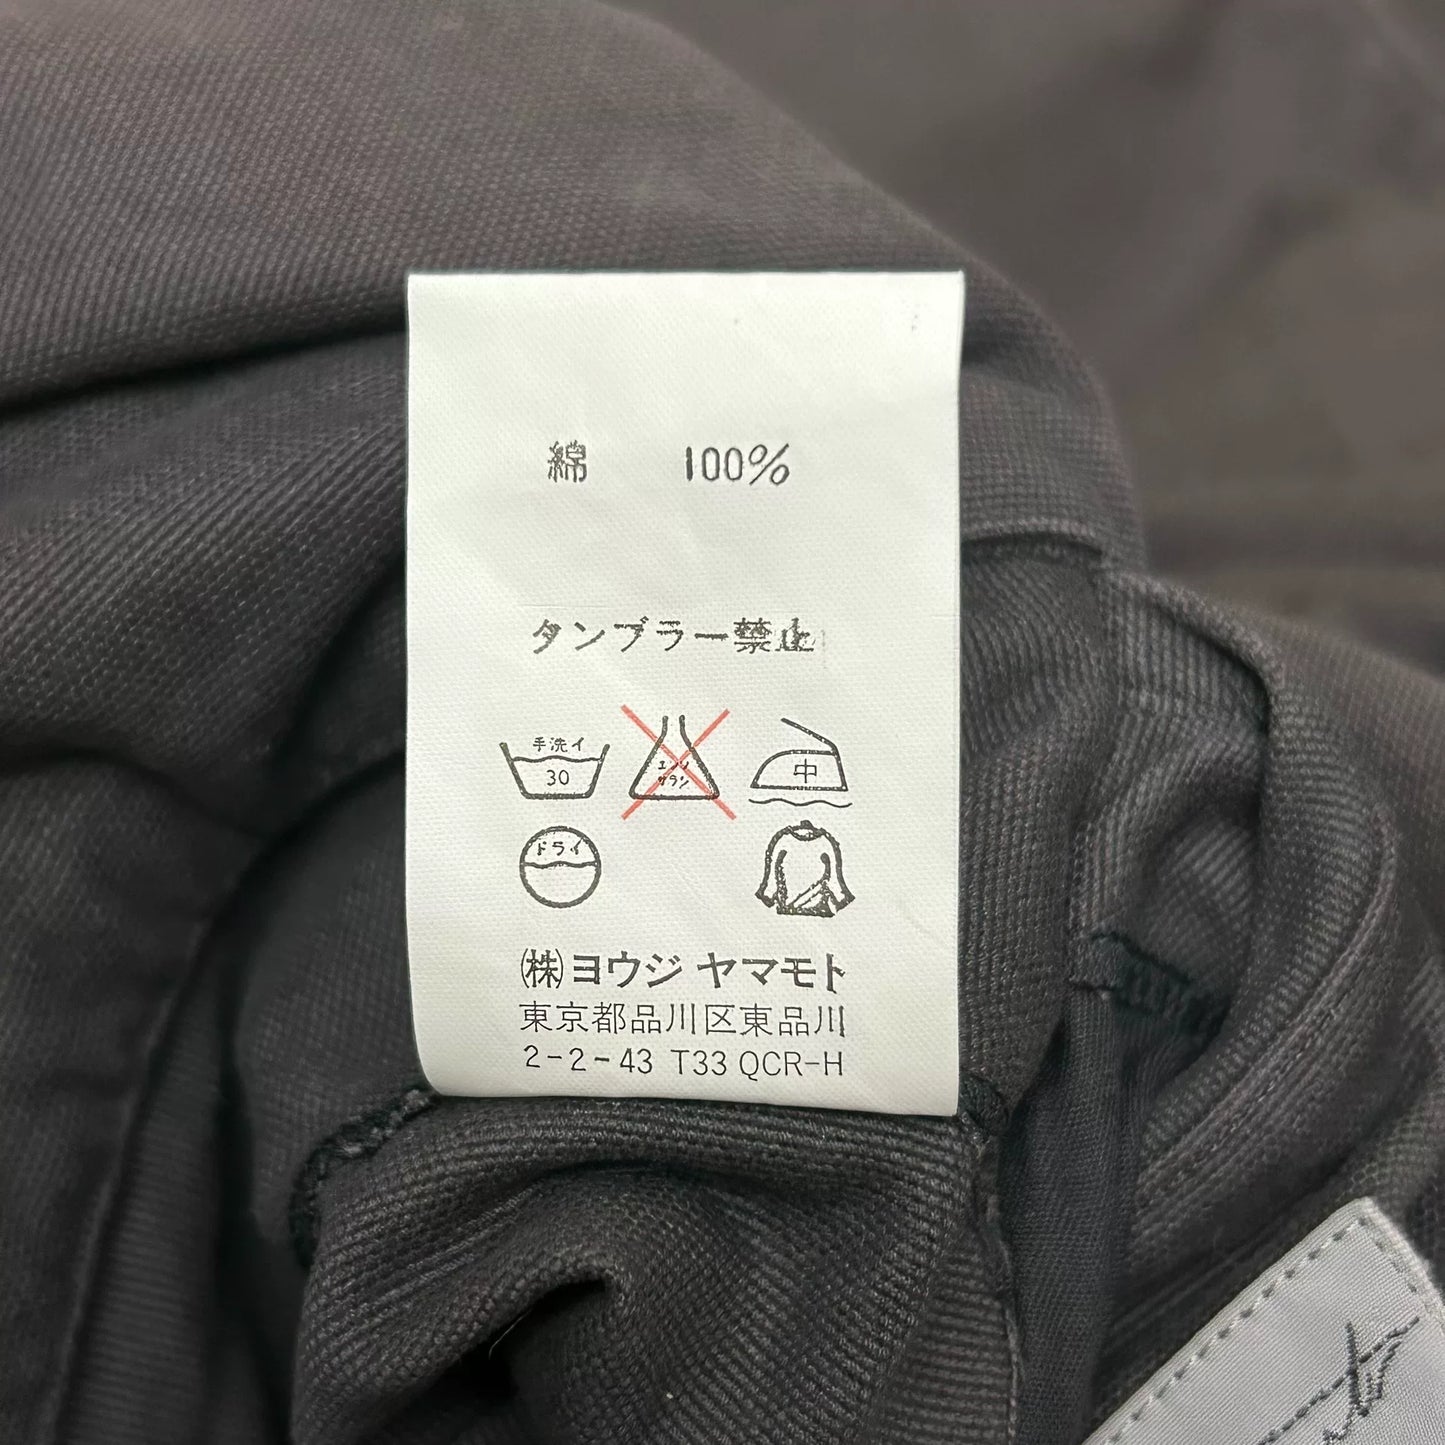 綿 100%
タンブラー禁止
手洗イ 30
エンソ サラシ
中
ドライ
㈱ヨウジ ヤマモト
東京都品川区東品川
2-2-43 T33 QCR-H